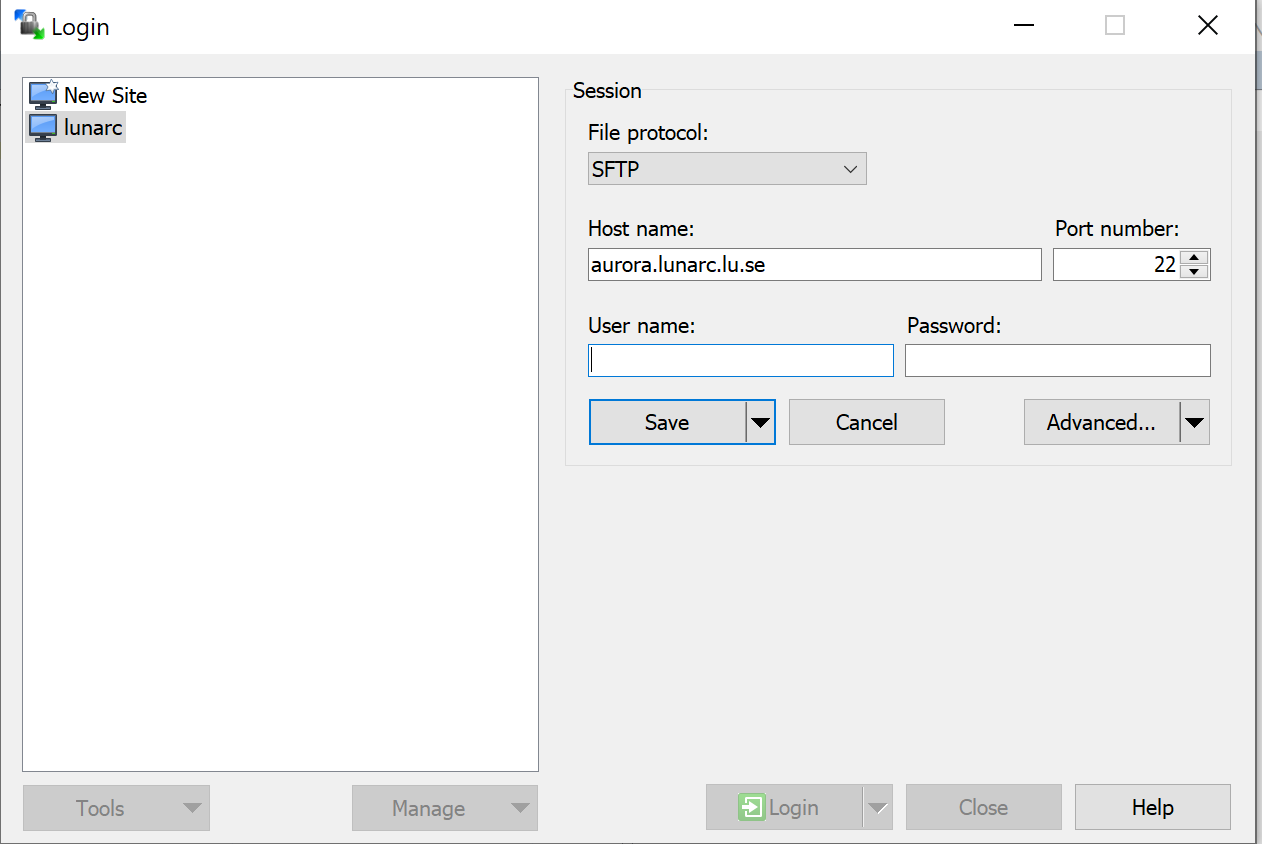 Login
New Site
lunarc
Session
File protocol:
SFTP
Host name:
Port number:
aurora.lunarc.lu.se
22
User name:
Password:
Save
Cancel
Advanced...
Tools
Manage
Login
Close
Help